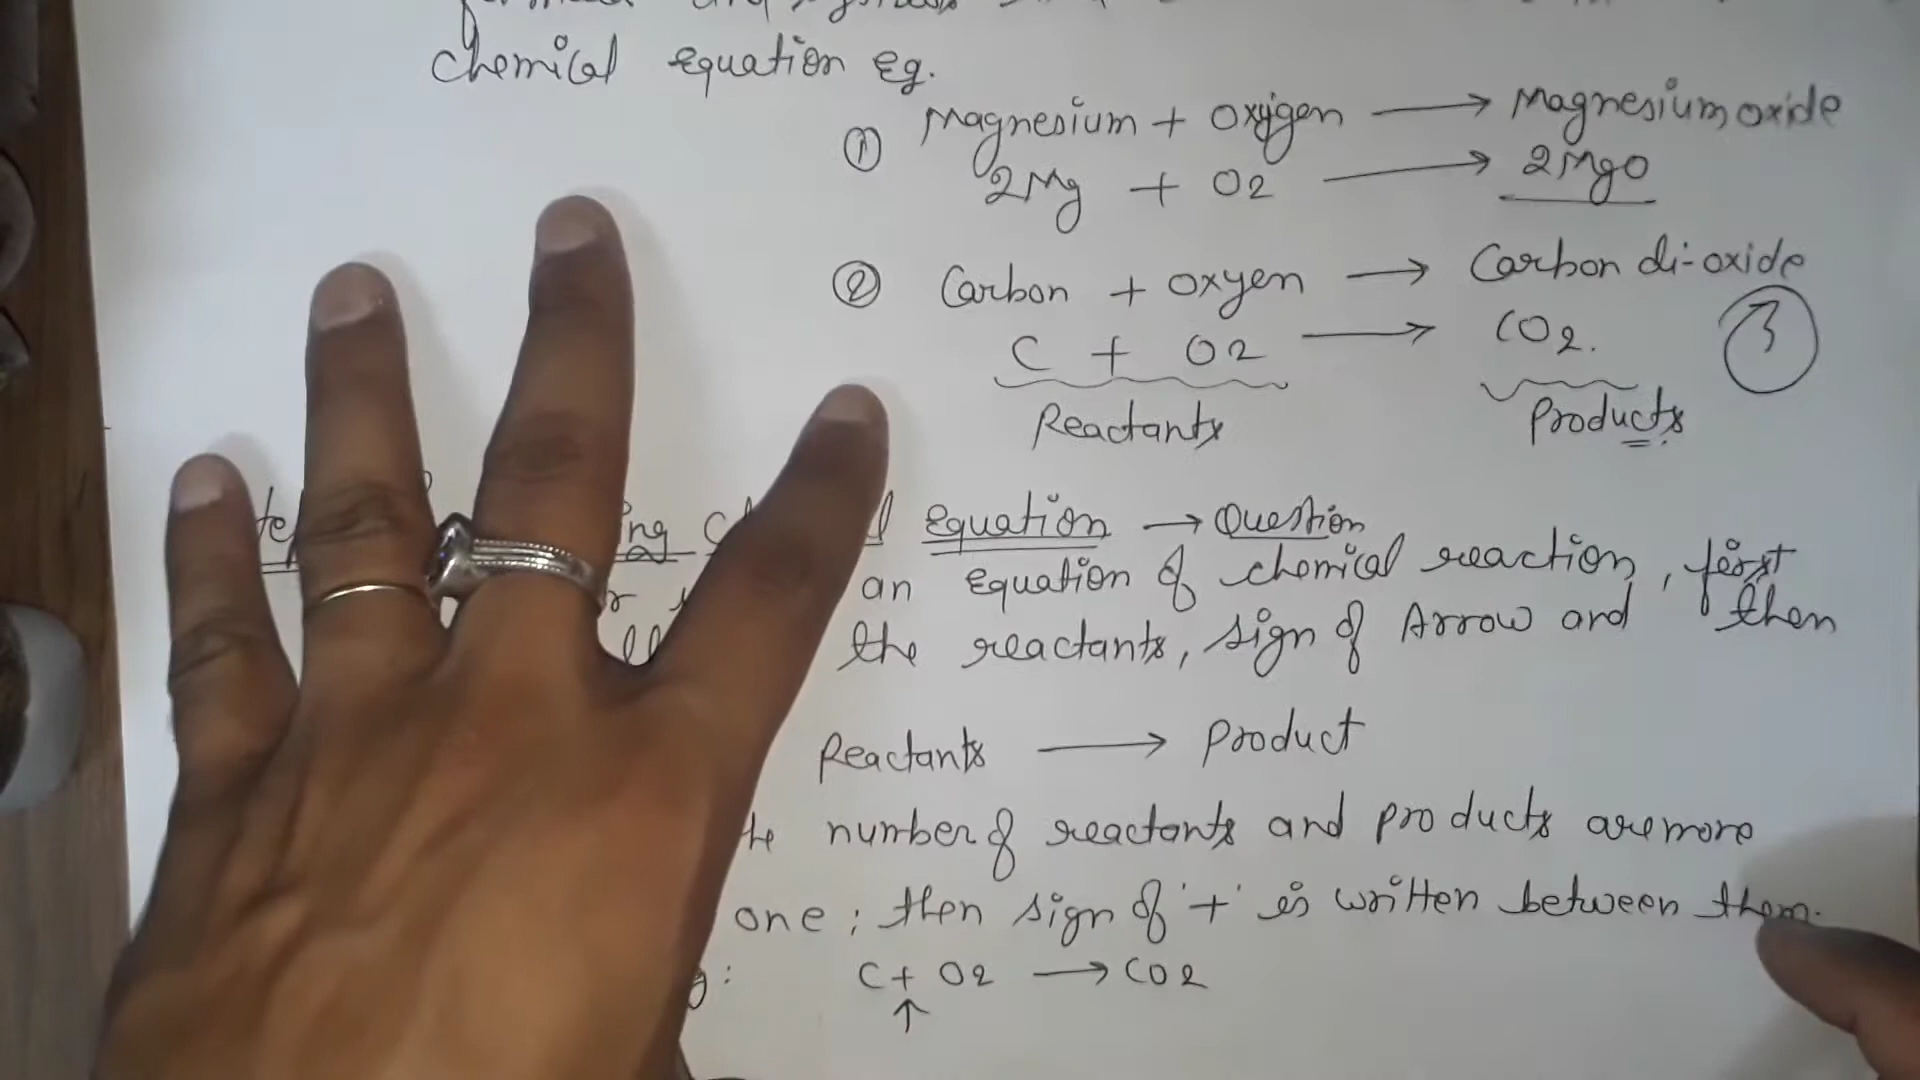 chemical equation eg.
① Magnesium + oxygen → Magnesium oxide
2Mg + O2 → 2MgO
② Carbon + oxyen → Carbon di-oxide
C + O2 → CO2.
3
Reactants Products
equation → Question
an equation of chemical reaction, first
the reactants, sign of Arrow and then
Reactants → Product
number of reactants and products are more
one; then sign of '+' is written between them.
C + O2 → CO2
↑